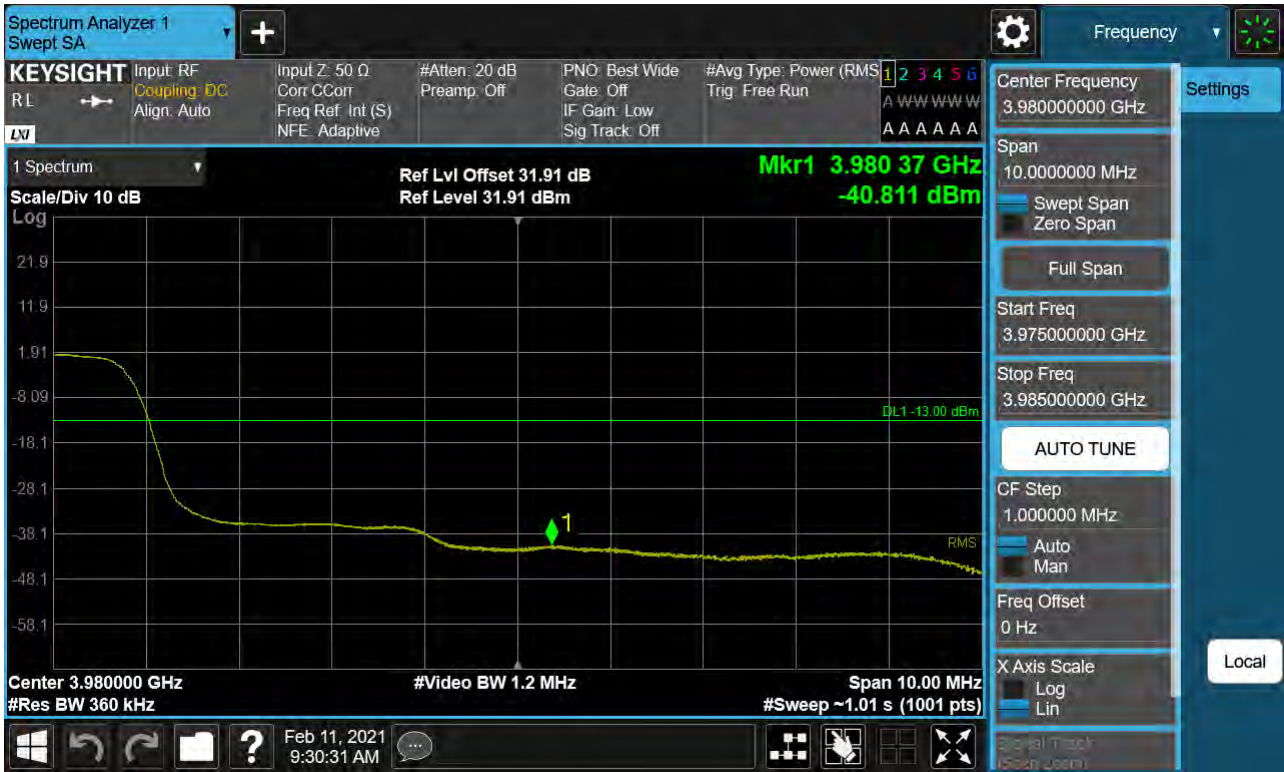 Spectrum Analyzer 1
Swept SA
Frequency
KEYSIGHT
RL
LXI
Input: RF
Coupling: DC
Align: Auto
Input Z: 50 Ω
Corr CCorr
Freq Ref: Int (S)
NFE: Adaptive
#Atten: 20 dB
Preamp: Off
PNO: Best Wide
Gate: Off
IF Gain: Low
Sig Track: Off
#Avg Type: Power (RMS
Trig: Free Run
1 2 3 4 5 6
A W W W W W
A A A A A A
1 Spectrum
Scale/Div 10 dB
Log
Ref Lvl Offset 31.91 dB
Ref Level 31.91 dBm
Mkr1 3.980 37 GHz
-40.811 dBm
21.9
11.9
1.91
-8.09
-18.1
-28.1
-38.1
-48.1
-58.1
DL1 -13.00 dBm
1
RMS
Center 3.980000 GHz
#Res BW 360 kHz
#Video BW 1.2 MHz
Span 10.00 MHz
#Sweep ~1.01 s (1001 pts)
Feb 11, 2021
9:30:31 AM
Center Frequency
3.980000000 GHz
Settings
Span
10.0000000 MHz
Swept Span
Zero Span
Full Span
Start Freq
3.975000000 GHz
Stop Freq
3.985000000 GHz
AUTO TUNE
CF Step
1.000000 MHz
Auto
Man
Freq Offset
0 Hz
X Axis Scale
Log
Lin
Local
Signal Track
(Span Zoom)